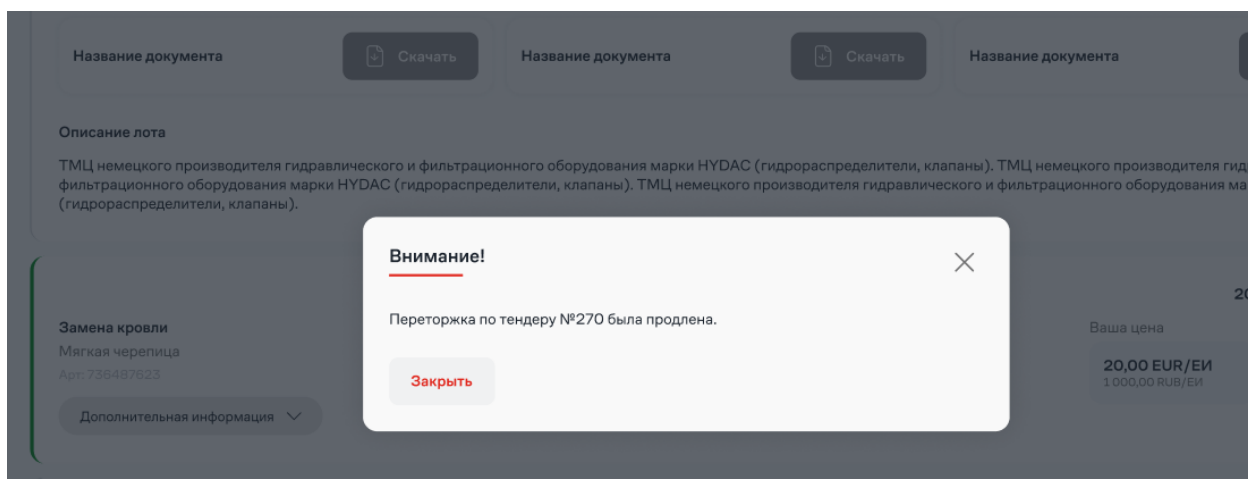 Название документа
Скачать
Название документа
Скачать
Название документа
Описание лота
ТМЦ немецкого производителя гидравлического и фильтрационного оборудования марки HYDAC (гидрораспределители, клапаны). ТМЦ немецкого производителя гид
фильтрационного оборудования марки HYDAC (гидрораспределители, клапаны). ТМЦ немецкого производителя гидравлического и фильтрационного оборудования ма
(гидрораспределители, клапаны).
Внимание!
Переторжка по тендеру №270 была продлена.
Закрыть
20
Замена кровли
Мягкая черепица
Арт: 736487623
Дополнительная информация
Ваша цена
20,00 EUR/ЕИ
1 000,00 RUB/ЕИ